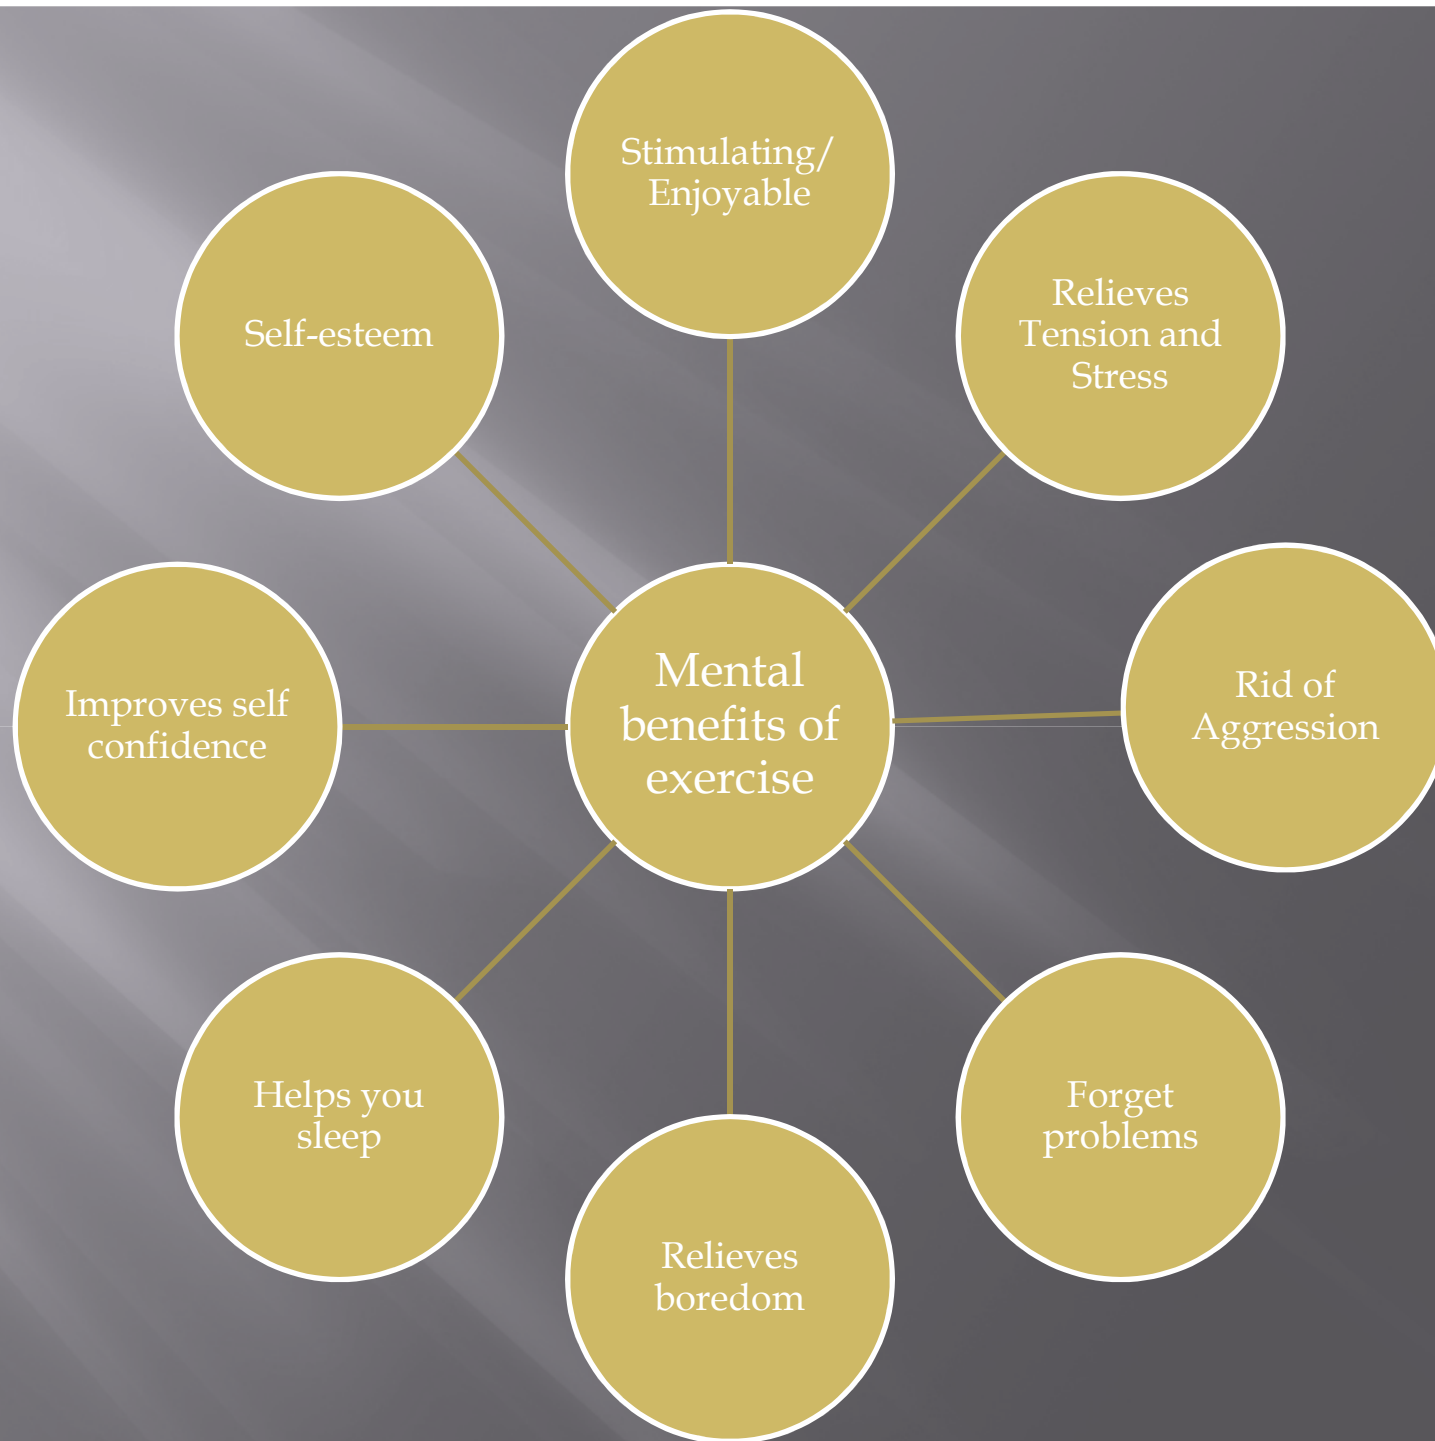 Stimulating/
Enjoyable
Relieves
Tension and
Stress
Rid of
Aggression
Forget
problems
Relieves
boredom
Helps you
sleep
Improves self
confidence
Self-esteem
Mental
benefits of
exercise